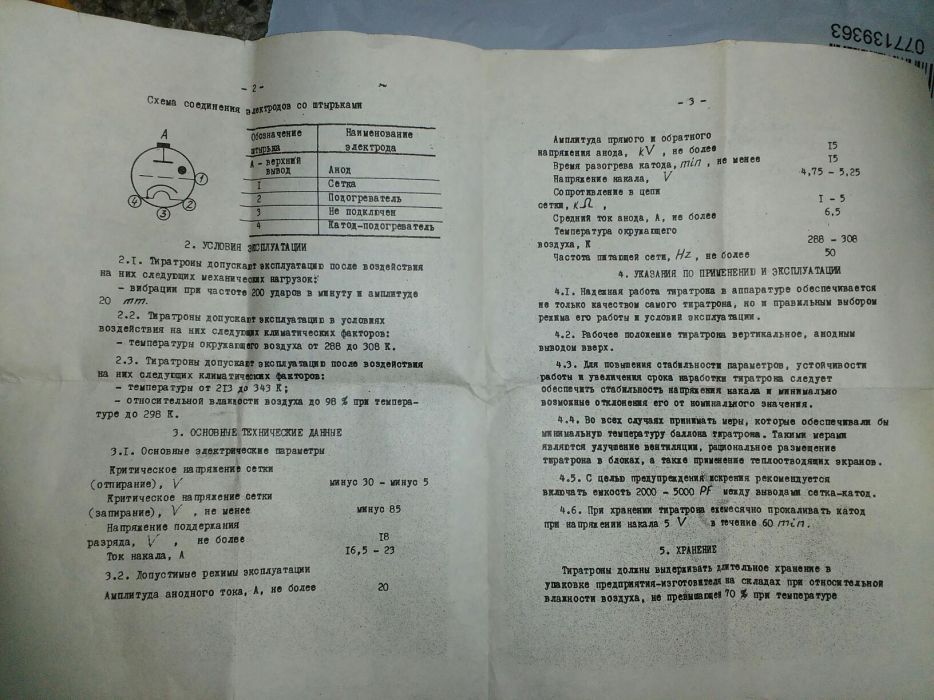 077139363
- 2 -
Схема соединения электродов со штырьками
A
1
2
3
4
Обозначение штырька
Наименование электрода
А - верхний вывод
Анод
I
Сетка
2
Подогреватель
3
Не подключен
4
Катод-подогреватель
2. УСЛОВИЯ ЭКСПЛУАТАЦИИ
2.I. Тиратроны допускают эксплуатацию после воздействия
на них следующих механических нагрузок:
- вибрации при частоте 200 ударов в минуту и амплитуде
20 mm.
2.2. Тиратроны допускают эксплуатацию в условиях
воздействия на них следующих климатических факторов:
- температуры окружающего воздуха от 288 до 308 К.
2.3. Тиратроны допускают эксплуатацию после воздействия
на них следующих климатических факторов:
- температуры от 213 до 343 К;
- относительной влажности воздуха до 98 % при темпера-
туре до 298 К.
3. ОСНОВНЫЕ ТЕХНИЧЕСКИЕ ДАННЫЕ
3.I. Основные электрические параметры
Критическое напряжение сетки
(отпирание), V минус 30 - минус 5
Критическое напряжение сетки
(запирание), V , не менее минус 85
Напряжение поддержания
разряда, V , не более I8
Ток накала, А I6,5 - 23
3.2. Допустимые режимы эксплуатации
Амплитуда анодного тока, А, не более 20
- 3 -
Амплитуда прямого и обратного
напряжения анода, kV , не более I5
Время разогрева катода, min , не менее I5
Напряжение накала, V 4,75 - 5,25
Сопротивление в цепи
сетки, кΩ , I - 5
Средний ток анода, А, не более 6,5
Температура окружающего
воздуха, К 288 - 308
Частота питающей сети, Hz , не более 50
4. УКАЗАНИЯ ПО ПРИМЕНЕНИЮ И ЭКСПЛУАТАЦИИ
4.I. Надежная работа тиратрона в аппаратуре обеспечивается
не только качеством самого тиратрона, но и правильным выбором
режима его работы и условий эксплуатации.
4.2. Рабочее положение тиратрона вертикальное, анодным
выводом вверх.
4.3. Для повышения стабильности параметров, устойчивости
работы и увеличения срока наработки тиратрона следует
обеспечить стабильность напряжения накала и минимально
возможные отклонения его от номинального значения.
4.4. Во всех случаях принимать меры, которые обеспечивали бы
минимальную температуру баллона тиратрона. Такими мерами
являются улучшение вентиляции, рациональное размещение
тиратрона в блоках, а также применение теплоотводящих экранов.
4.5. С целью предупреждения искрения рекомендуется
включать емкость 2000 - 5000 PF между выводами сетка-катод.
4.6. При хранении тиратрона ежемесячно прокаливать катод
при напряжении накала 5 V в течение 60 min.
5. ХРАНЕНИЕ
Тиратроны должны выдерживать длительное хранение в
упаковке предприятия-изготовителя на складах при относительной
влажности воздуха, не превышающей 70 % при температуре